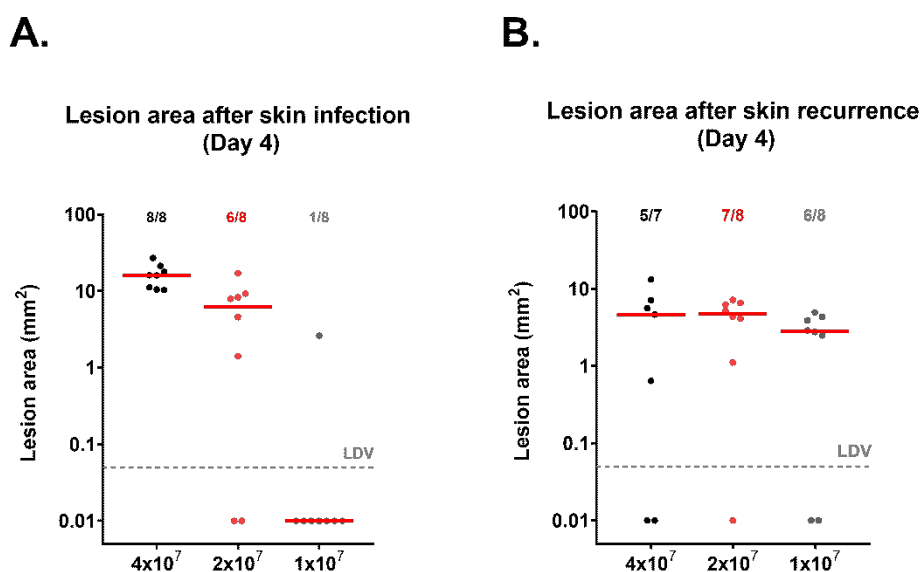 A.
Lesion area after skin infection
(Day 4)
8/8 6/8 1/8
100
10
1
0.1
0.01
Lesion area (mm²)
LDV
4x10⁷ 2x10⁷ 1x10⁷
B.
Lesion area after skin recurrence
(Day 4)
5/7 7/8 6/8
100
10
1
0.1
0.01
Lesion area (mm²)
LDV
4x10⁷ 2x10⁷ 1x10⁷